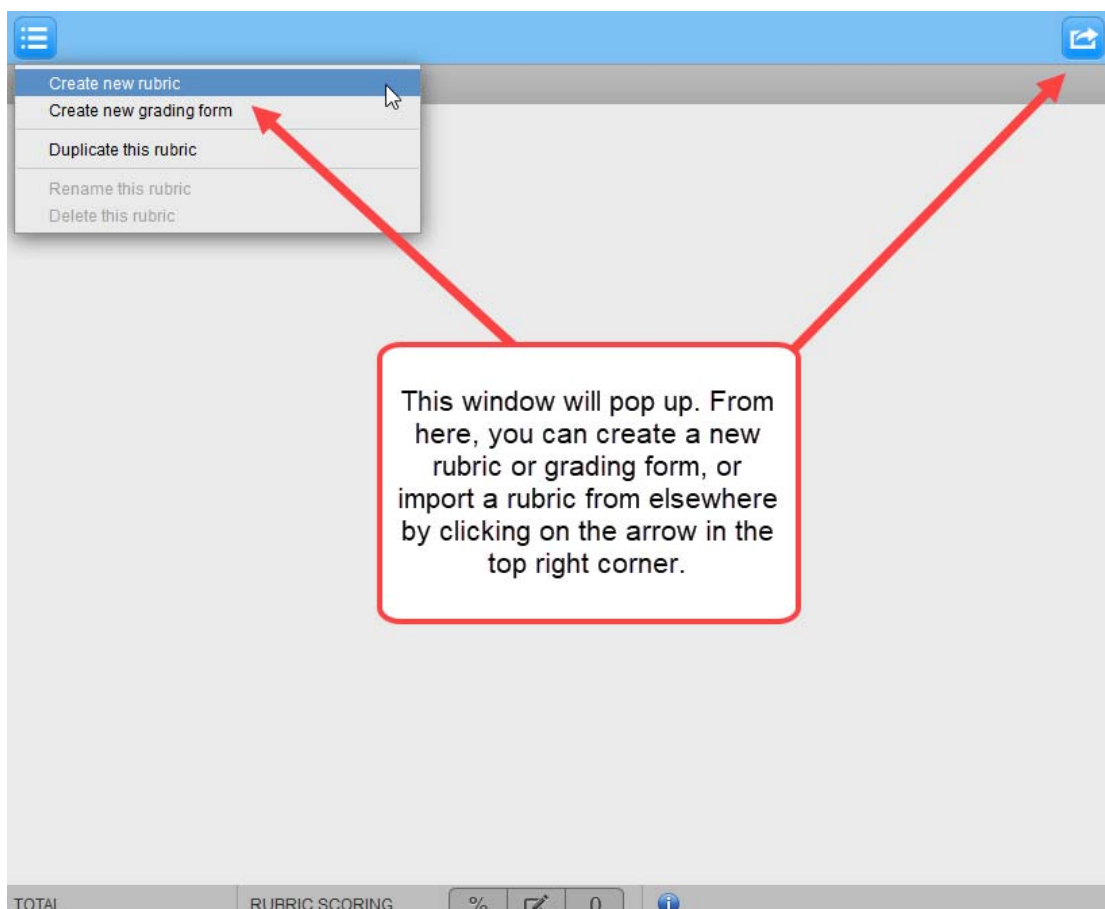 Create new rubric
Create new grading form
Duplicate this rubric
Rename this rubric
Delete this rubric
This window will pop up. From
here, you can create a new
rubric or grading form, or
import a rubric from elsewhere
by clicking on the arrow in the
top right corner.
TOTAL RUBRIC SCORING % 0